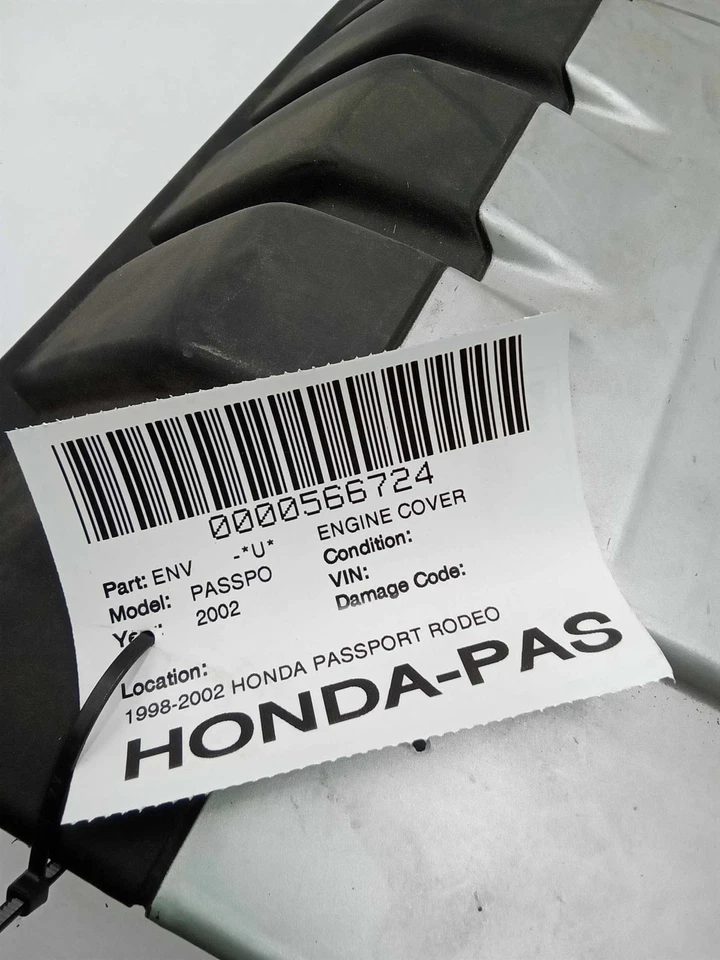 0000566724
Part: ENV -*U* ENGINE COVER
Model: PASSPO Condition:
2002 VIN:
Damage Code:
Location:
1998-2002 HONDA PASSPORT RODEO
HONDA-PAS